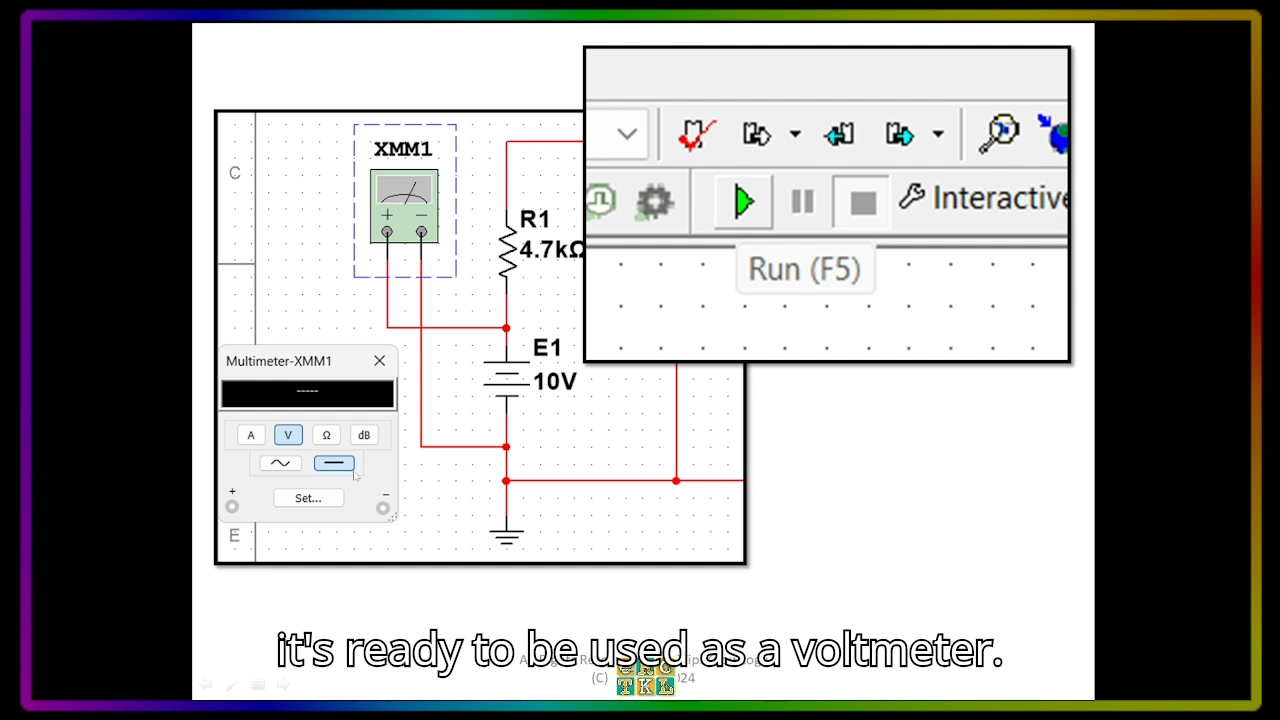 C
XMM1
+ −
R1
4.7kΩ
Interactive
Run (F5)
E1
10V
Multimeter-XMM1
-----
A V Ω dB
Set...
+ −
E
it's ready to be used as a voltmeter.
(C)
TKL